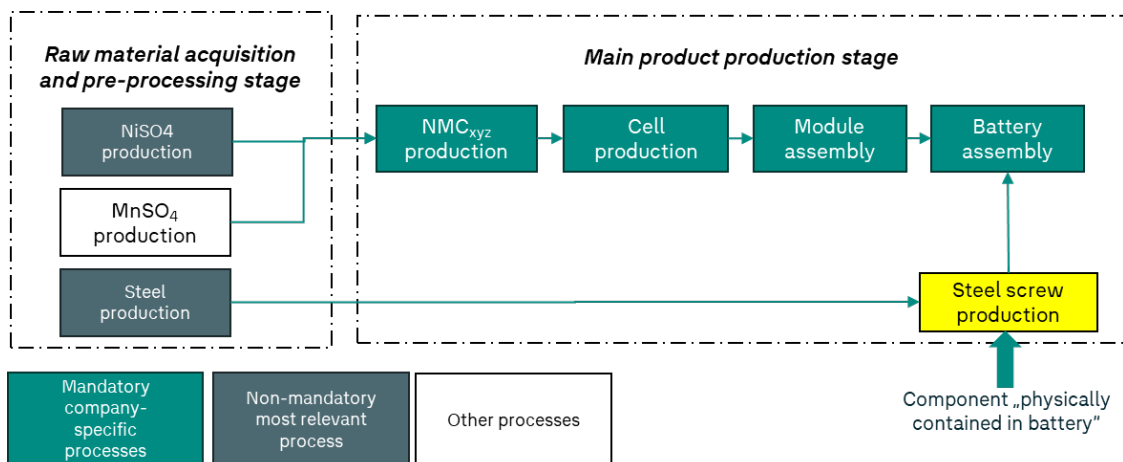 Raw material acquisition
and pre-processing stage
Main product production stage
NiSO4
production
MnSO₄
production
Steel
production
NMCxyz
production
Cell
production
Module
assembly
Battery
assembly
Steel screw
production
Mandatory
company-
specific
processes
Non-mandatory
most relevant
process
Other processes
Component „physically
contained in battery"